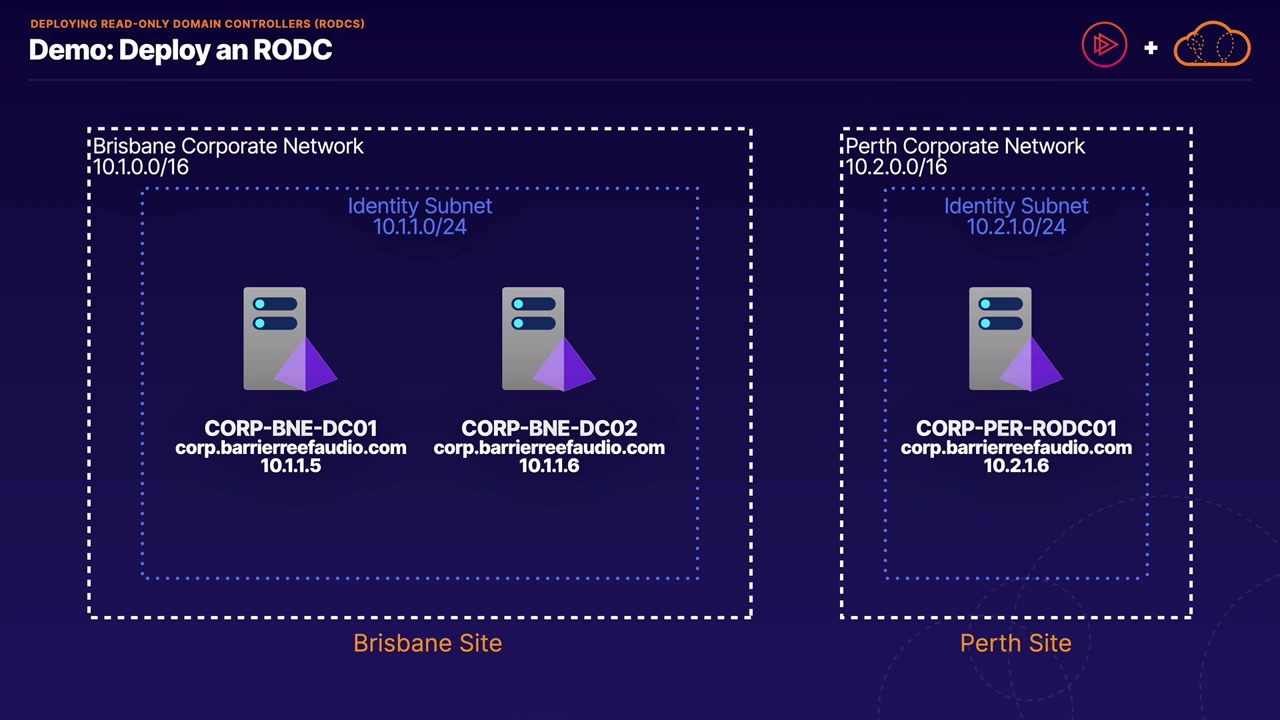 DEPLOYING READ-ONLY DOMAIN CONTROLLERS (RODCS)
Demo: Deploy an RODC
+
Brisbane Corporate Network
10.1.0.0/16
Identity Subnet
10.1.1.0/24
CORP-BNE-DC01
corp.barrierreefaudio.com
10.1.1.5
CORP-BNE-DC02
corp.barrierreefaudio.com
10.1.1.6
Brisbane Site
Perth Corporate Network
10.2.0.0/16
Identity Subnet
10.2.1.0/24
CORP-PER-RODC01
corp.barrierreefaudio.com
10.2.1.6
Perth Site